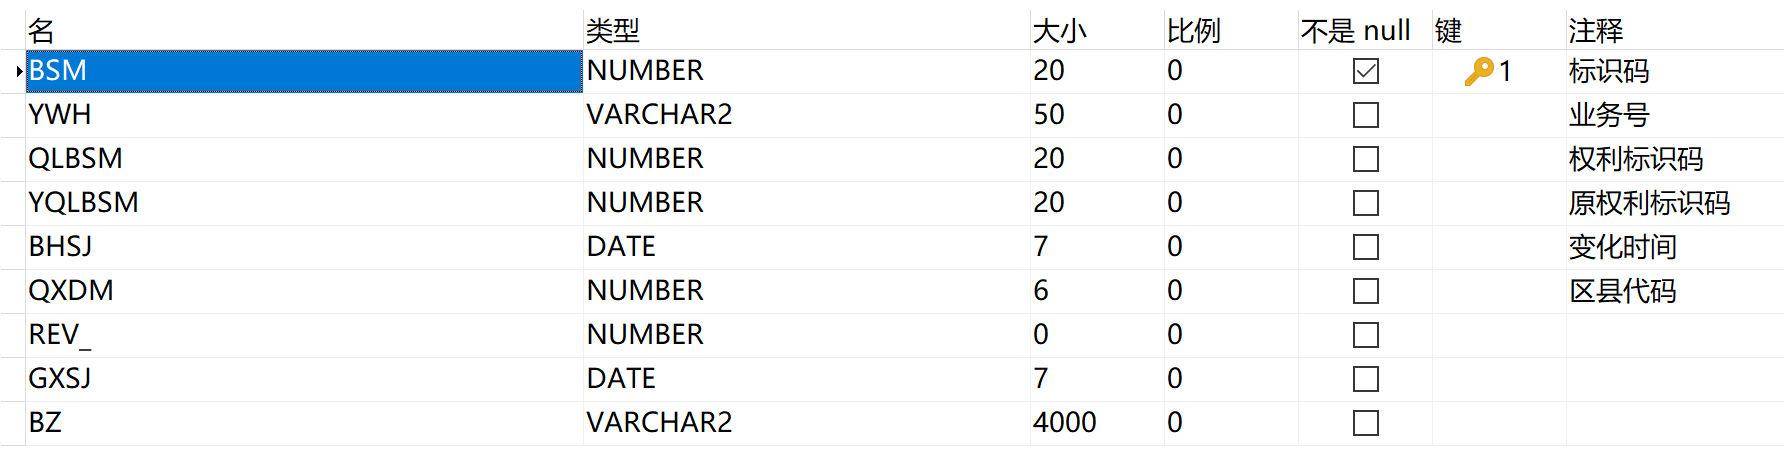 名 类型 大小 比例 不是 null 键 注释
BSM NUMBER 20 0 1 标识码
YWH VARCHAR2 50 0 业务号
QLBSM NUMBER 20 0 权利标识码
YQLBSM NUMBER 20 0 原权利标识码
BHSJ DATE 7 0 变化时间
QXDM NUMBER 6 0 区县代码
REV_ NUMBER 0 0
GXSJ DATE 7 0
BZ VARCHAR2 4000 0